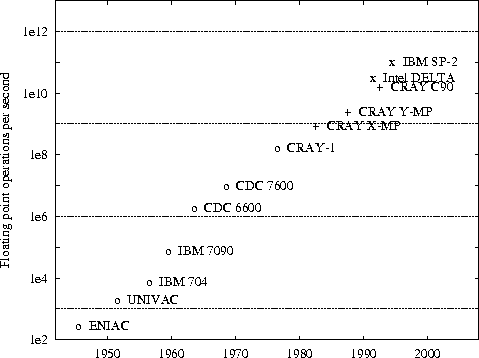 Floating point operations per second
1e12
1e10
1e8
1e6
1e4
1e2
x IBM SP-2
x Intel DELTA
+ CRAY C90
+ CRAY Y-MP
+ CRAY X-MP
o CRAY-1
o CDC 7600
o CDC 6600
o IBM 7090
o IBM 704
o UNIVAC
o ENIAC
1950 1960 1970 1980 1990 2000